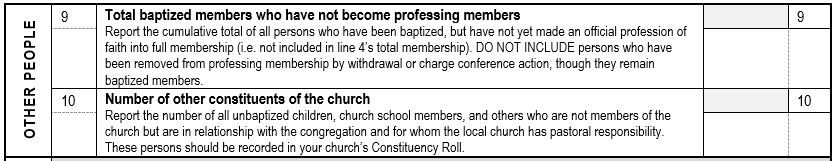 OTHER PEOPLE
9 Total baptized members who have not become professing members 9
Report the cumulative total of all persons who have been baptized, but have not yet made an official profession of
faith into full membership (i.e. not included in line 4's total membership). DO NOT INCLUDE persons who have
been removed from professing membership by withdrawal or charge conference action, though they remain
baptized members.
10 Number of other constituents of the church 10
Report the number of all unbaptized children, church school members, and others who are not members of the
church but are in relationship with the congregation and for whom the local church has pastoral responsibility.
These persons should be recorded in your church's Constituency Roll.